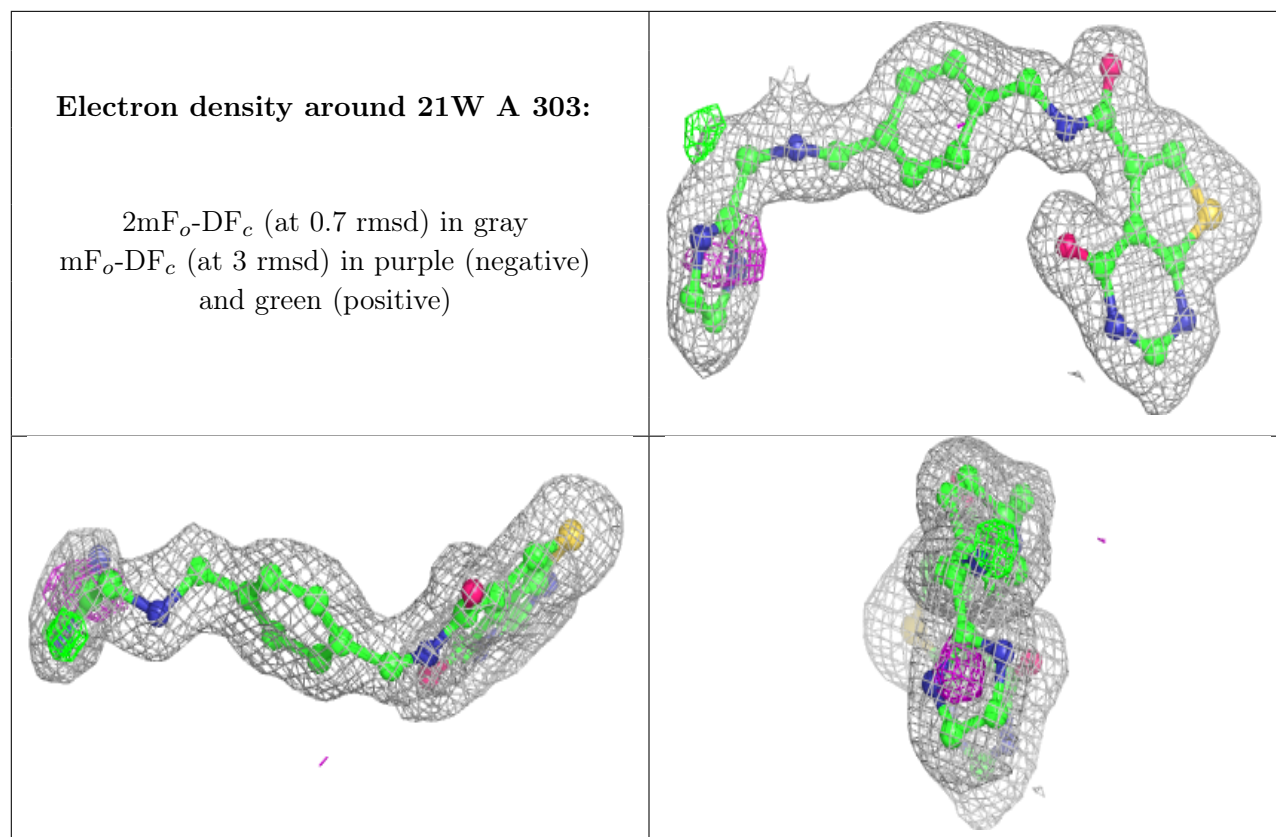 Electron density around 21W A 303:
2mFₒ-DF𝒸 (at 0.7 rmsd) in gray
mFₒ-DF𝒸 (at 3 rmsd) in purple (negative)
and green (positive)